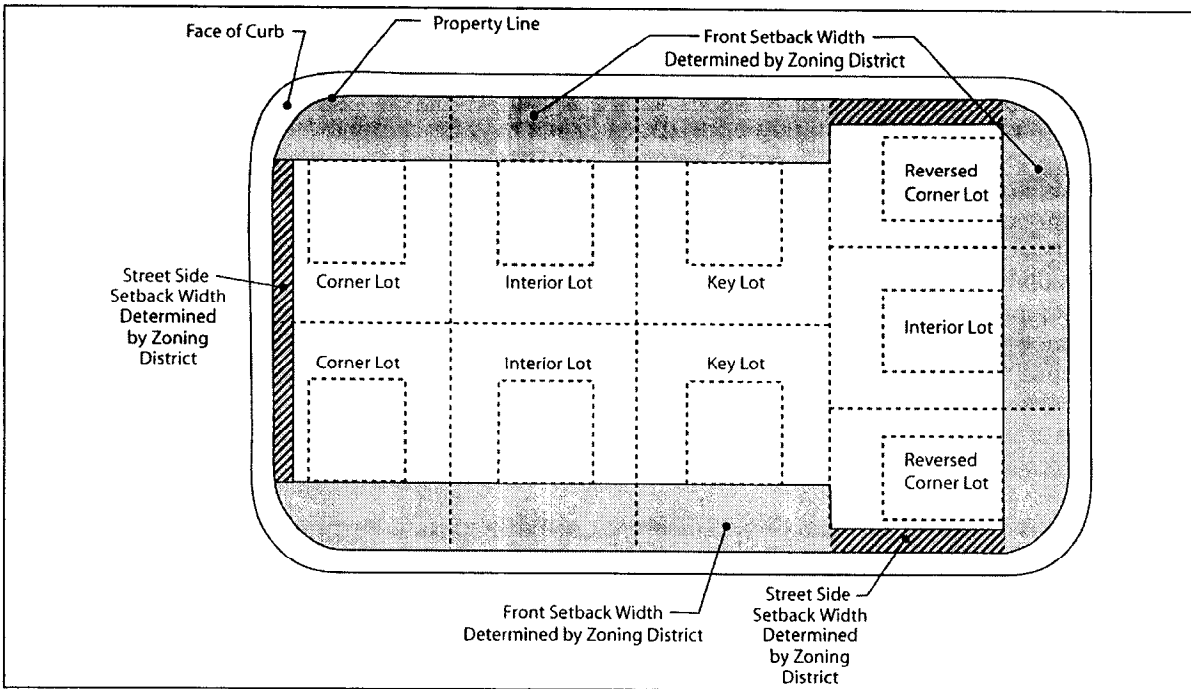 Property Line
Face of Curb
Front Setback Width
Determined by Zoning District
Reversed
Corner Lot
Street Side
Setback Width
Determined
by Zoning
District
Corner Lot
Interior Lot
Key Lot
Interior Lot
Corner Lot
Interior Lot
Key Lot
Reversed
Corner Lot
Front Setback Width
Determined by Zoning District
Street Side
Setback Width
Determined
by Zoning
District